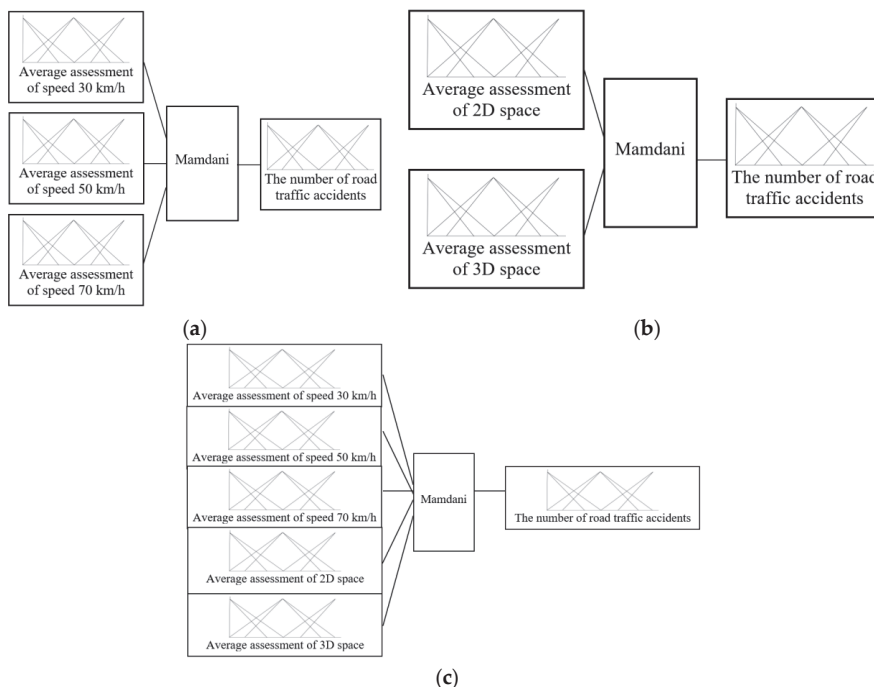 Average assessment
of speed 30 km/h
Average assessment
of speed 50 km/h
Average assessment
of speed 70 km/h
Mamdani
The number of road
traffic accidents
(a)
Average assessment
of 2D space
Average assessment
of 3D space
Mamdani
The number of road
traffic accidents
(b)
Average assessment of speed 30 km/h
Average assessment of speed 50 km/h
Average assessment of speed 70 km/h
Average assessment of 2D space
Average assessment of 3D space
Mamdani
The number of road traffic accidents
(c)